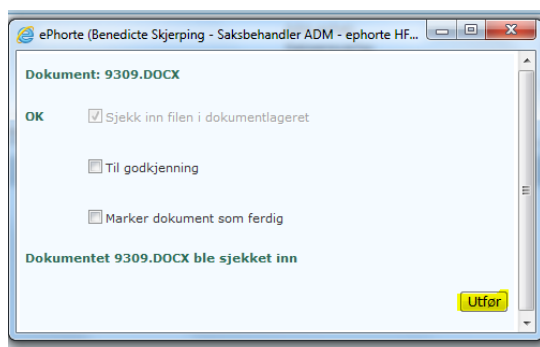 ePhorte (Benedicte Skjerping - Saksbehandler ADM - ephorte HF...
Dokument: 9309.DOCX
OK Sjekk inn filen i dokumentlageret
Til godkjenning
Marker dokument som ferdig
Dokumentet 9309.DOCX ble sjekket inn
Utfør